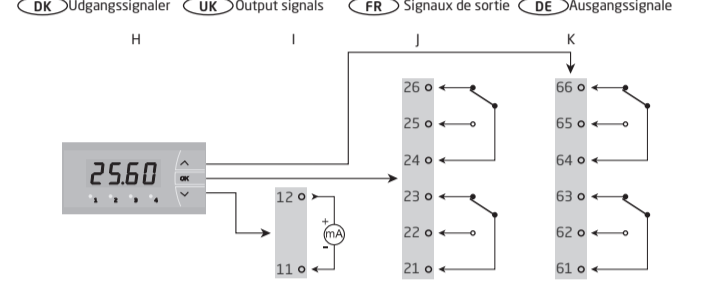 DK Udgangssignaler UK Output signals FR Signaux de sortie DE Ausgangssignale
H I J K
26 66
25 65
24 64
25.60 OK
1 2 3 4
12 23 63
+ mA -
22 62
11 21 61